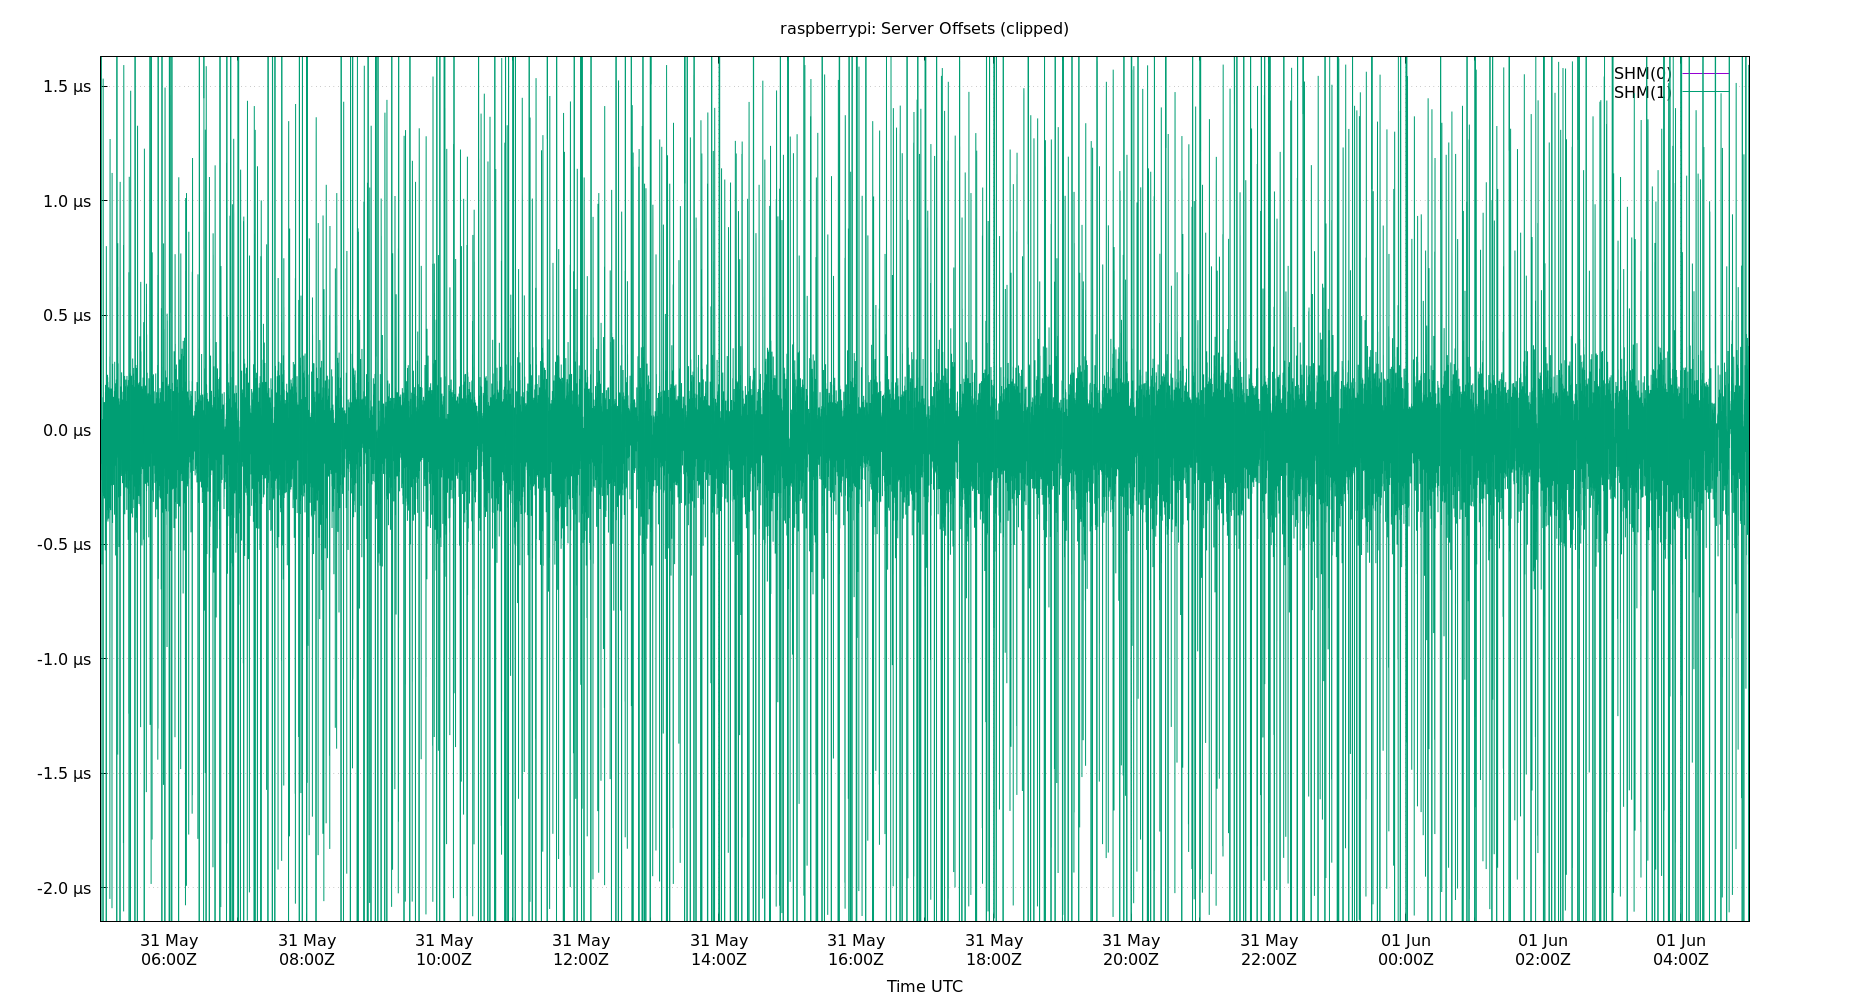 raspberrypi: Server Offsets (clipped)
SHM(0)
SHM(1)
1.5 µs
1.0 µs
0.5 µs
0.0 µs
-0.5 µs
-1.0 µs
-1.5 µs
-2.0 µs
31 May 31 May 31 May 31 May 31 May 31 May 31 May 31 May 31 May 01 Jun 01 Jun 01 Jun
06:00Z 08:00Z 10:00Z 12:00Z 14:00Z 16:00Z 18:00Z 20:00Z 22:00Z 00:00Z 02:00Z 04:00Z
Time UTC